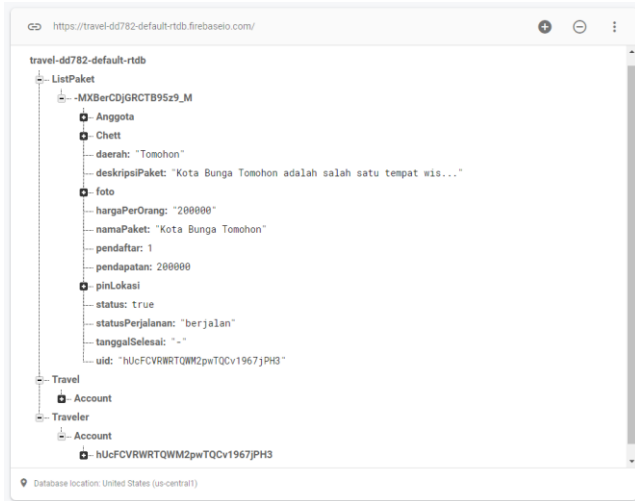 https://travel-dd782-default-rtdb.firebaseio.com/
travel-dd782-default-rtdb
ListPaket
-MXBerCDjGRCTB95z9_M
Anggota
Chett
daerah: "Tomohon"
deskripsiPaket: "Kota Bunga Tomohon adalah salah satu tempat wis..."
foto
hargaPerOrang: "200000"
namaPaket: "Kota Bunga Tomohon"
pendaftar: 1
pendapatan: 200000
pinLokasi
status: true
statusPerjalanan: "berjalan"
tanggalSelesai: "-"
uid: "hUcFCVRWRTQWM2pwTQCv1967jPH3"
Travel
Account
Traveler
Account
hUcFCVRWRTQWM2pwTQCv1967jPH3
Database location: United States (us-central1)